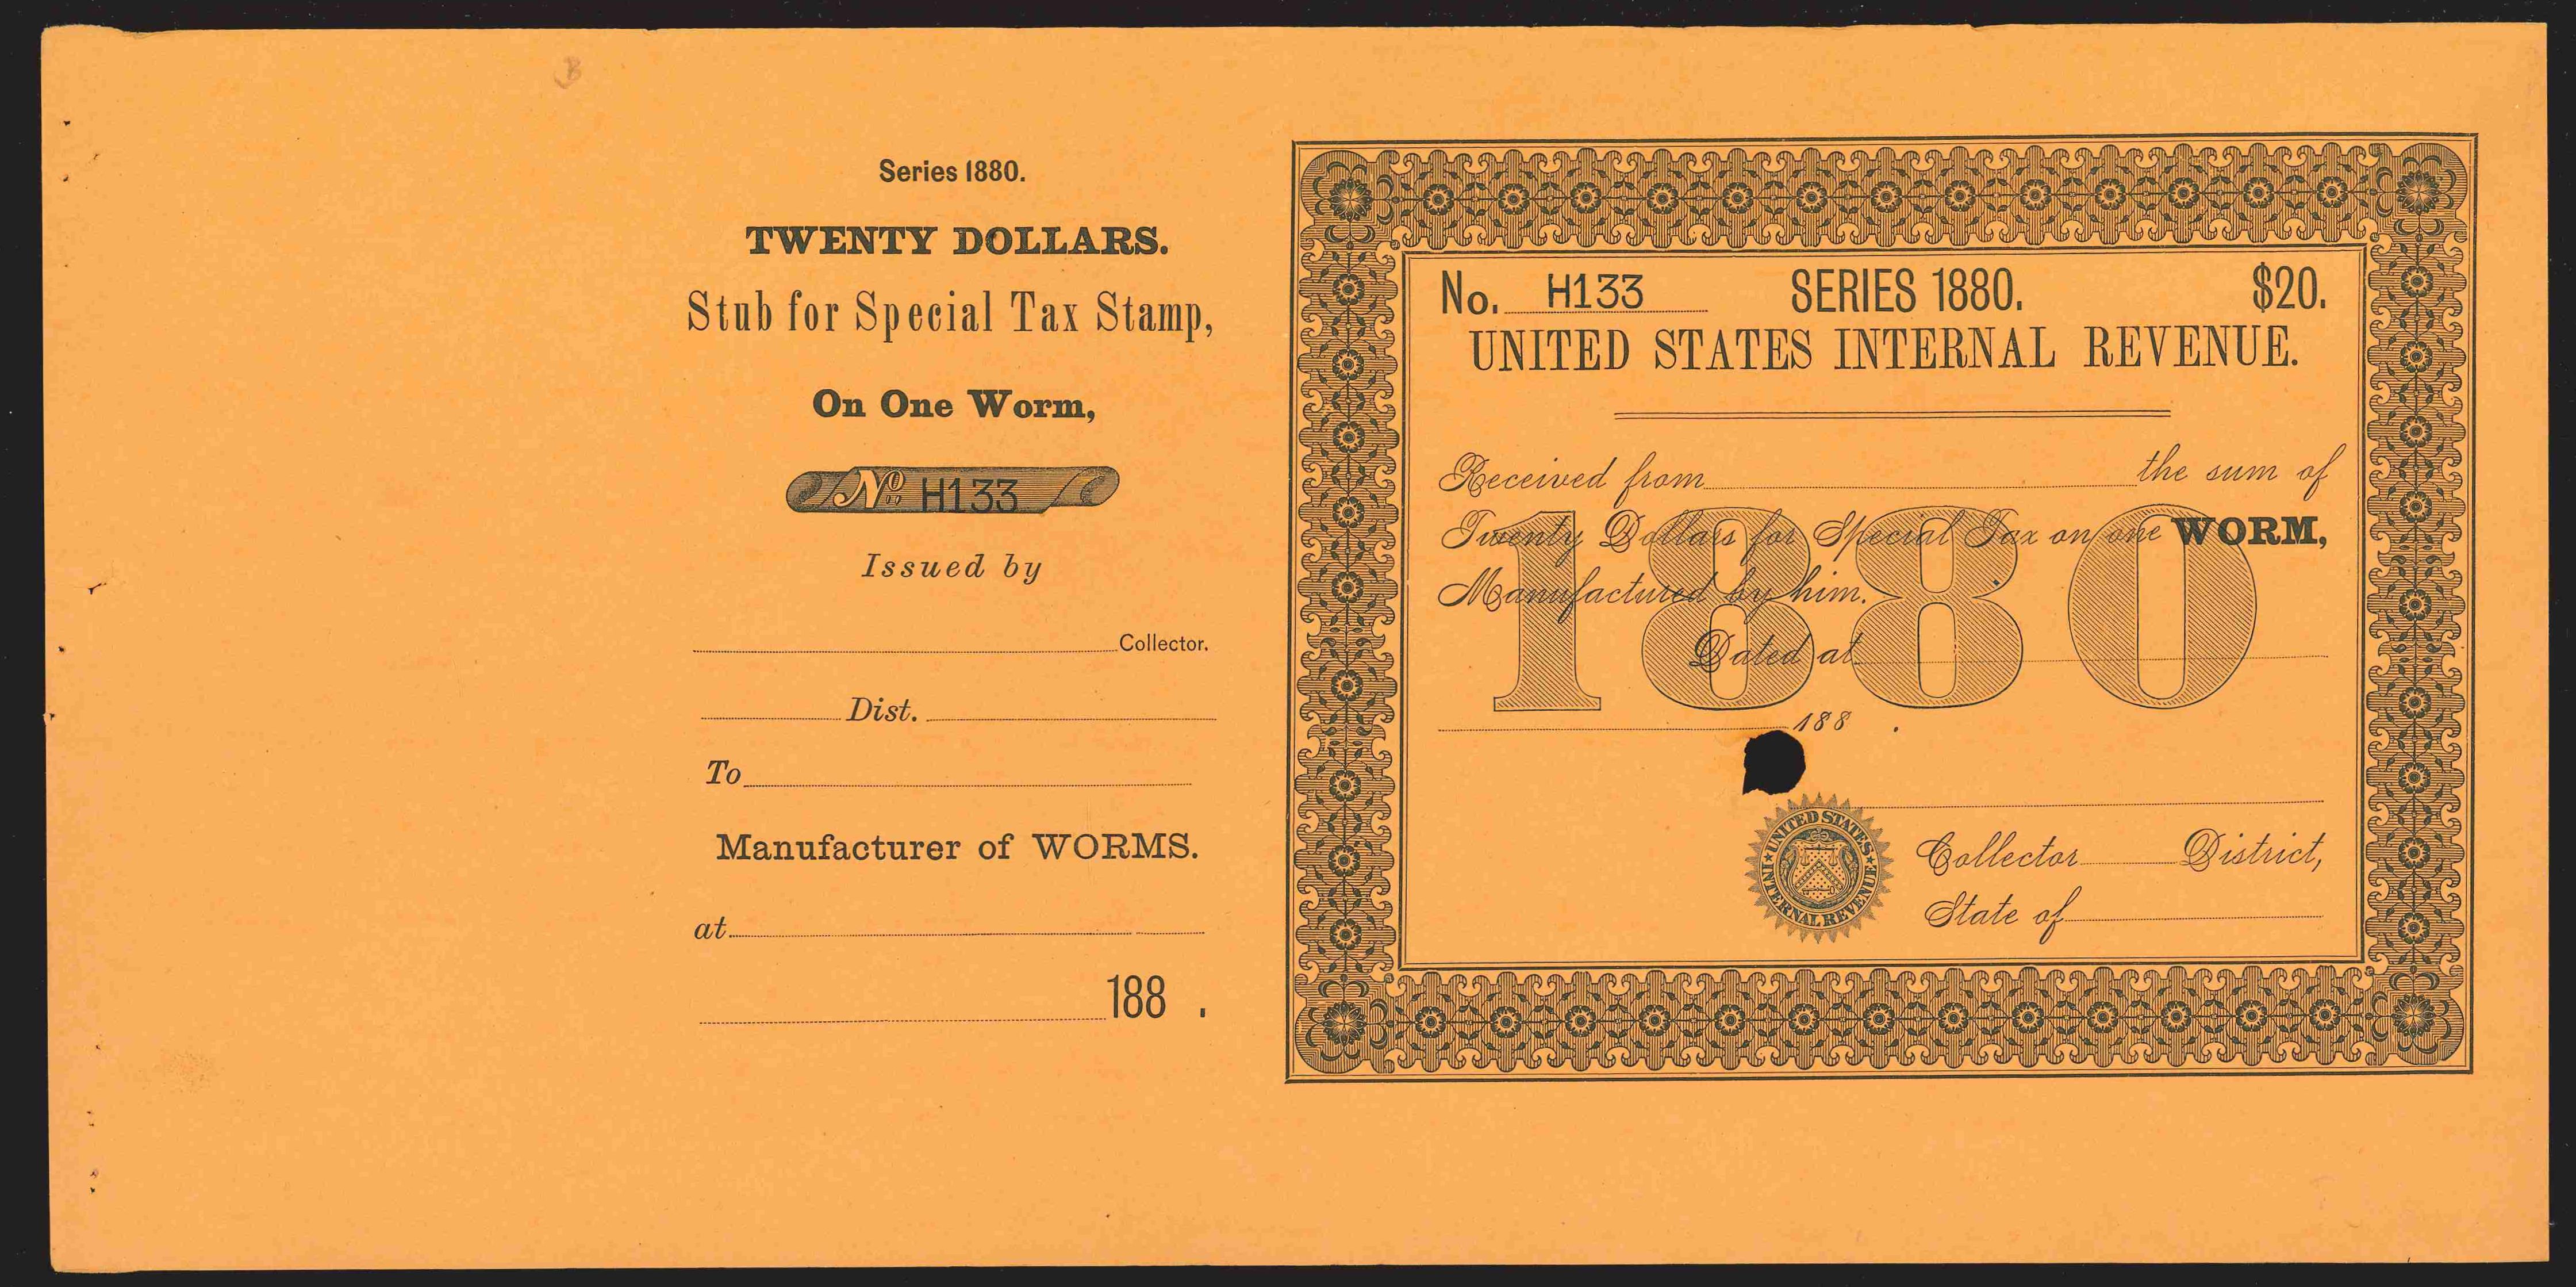 B
Series 1880.
TWENTY DOLLARS.
Stub for Special Tax Stamp,
On One Worm,
No H133
Issued by
Collector.
Dist.
To
Manufacturer of WORMS.
at
188 .
No. H133 SERIES 1880. $20.
UNITED STATES INTERNAL REVENUE.
Received from the sum of
Twenty Dollars for Special Tax on one WORM,
Manufactured by him.
1880
Dated at
188 .
UNITED STATES INTERNAL REVENUE
Collector District,
State of